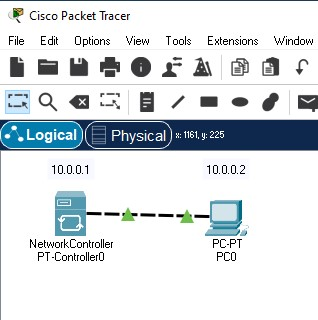 Cisco Packet Tracer
File Edit Options View Tools Extensions Window
Logical Physical x: 1161, y: 225
10.0.0.1 10.0.0.2
NetworkController PC-PT
PT-Controller0 PC0